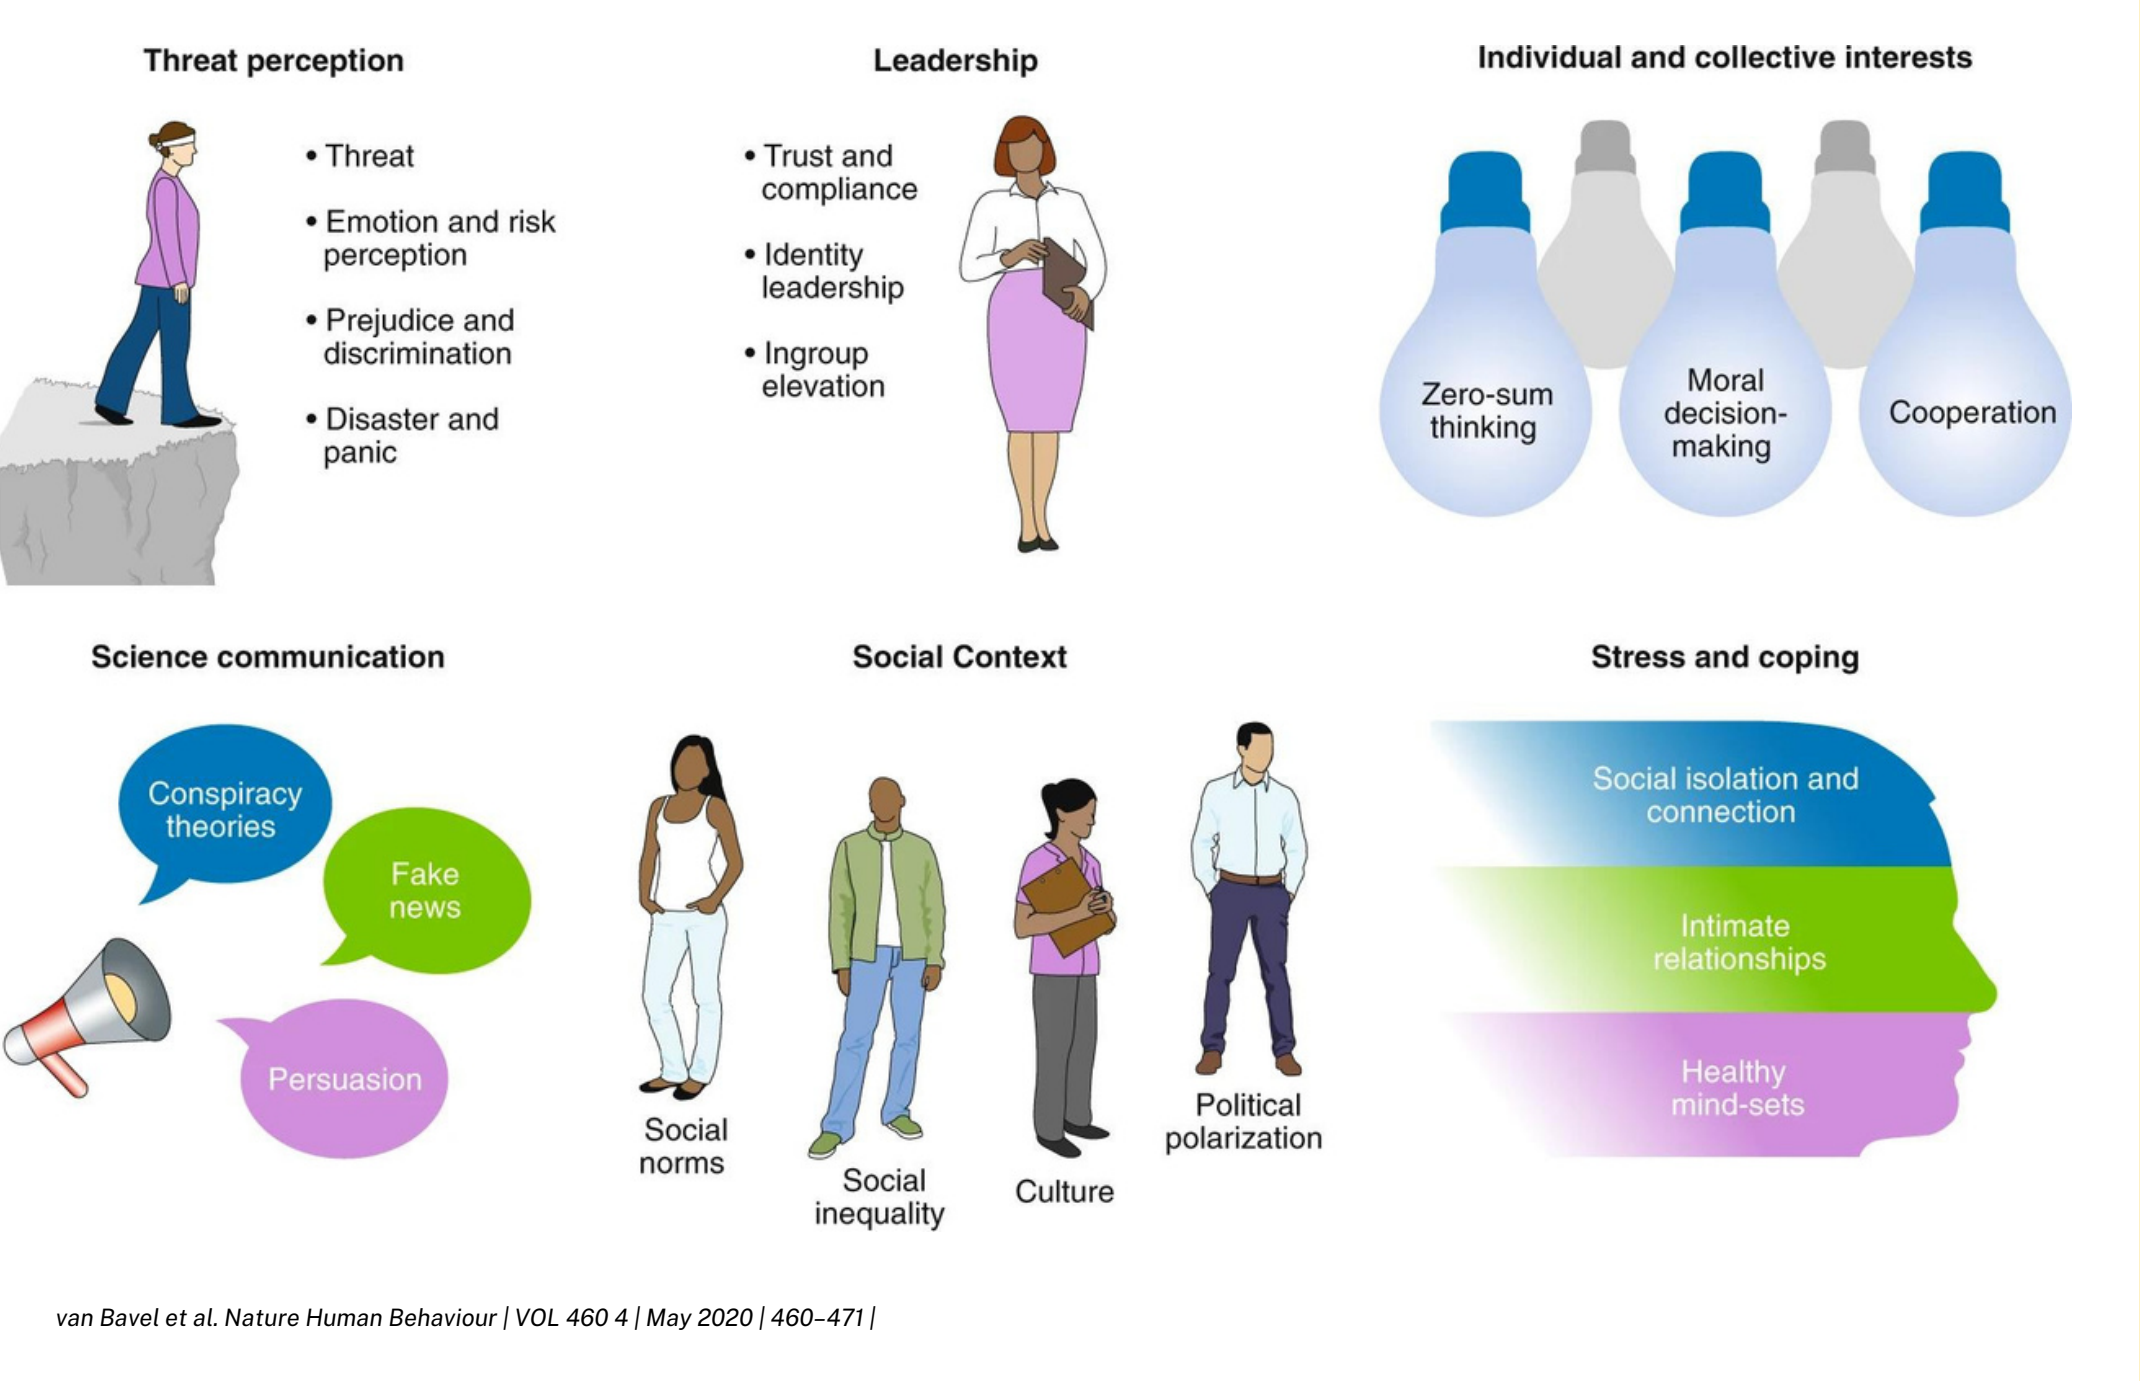 Threat perception
• Threat
• Emotion and risk
perception
• Prejudice and
discrimination
• Disaster and
panic
Leadership
• Trust and
compliance
• Identity
leadership
• Ingroup
elevation
Individual and collective interests
Zero-sum
thinking
Moral
decision-
making
Cooperation
Science communication
Conspiracy
theories
Fake
news
Persuasion
Social Context
Social
norms
Social
inequality
Culture
Political
polarization
Stress and coping
Social isolation and
connection
Intimate
relationships
Healthy
mind-sets
van Bavel et al. Nature Human Behaviour | VOL 460 4 | May 2020 | 460–471 |